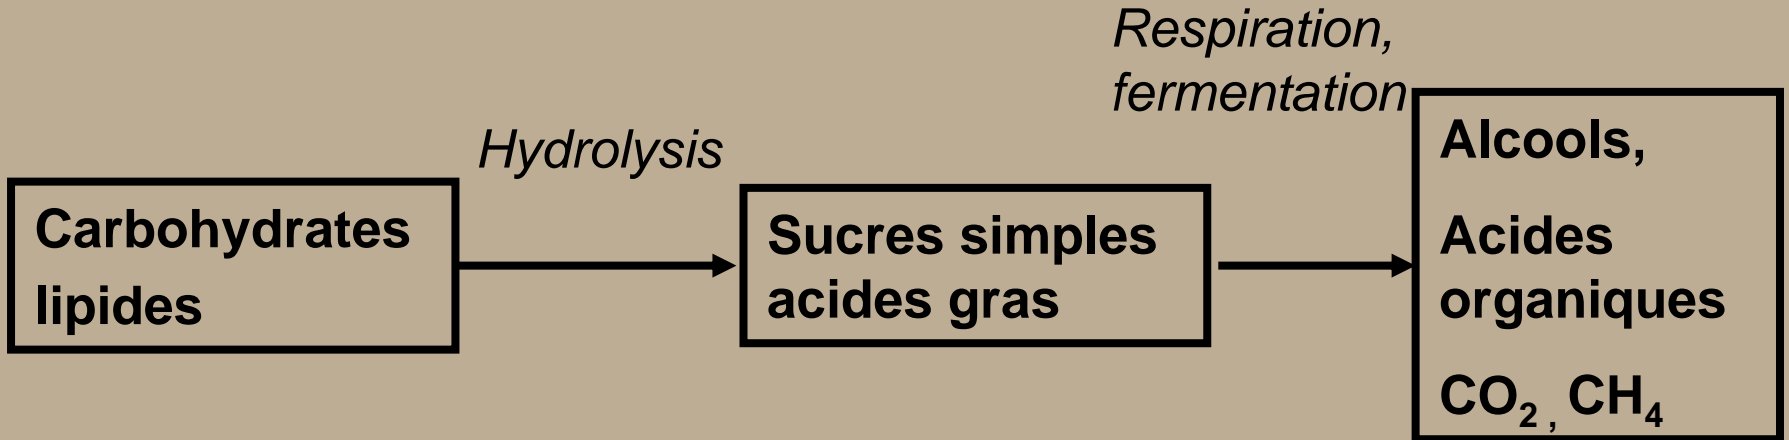 Respiration,
fermentation
Hydrolysis
Carbohydrates
lipides
Sucres simples
acides gras
Alcools,
Acides
organiques
CO₂ , CH₄